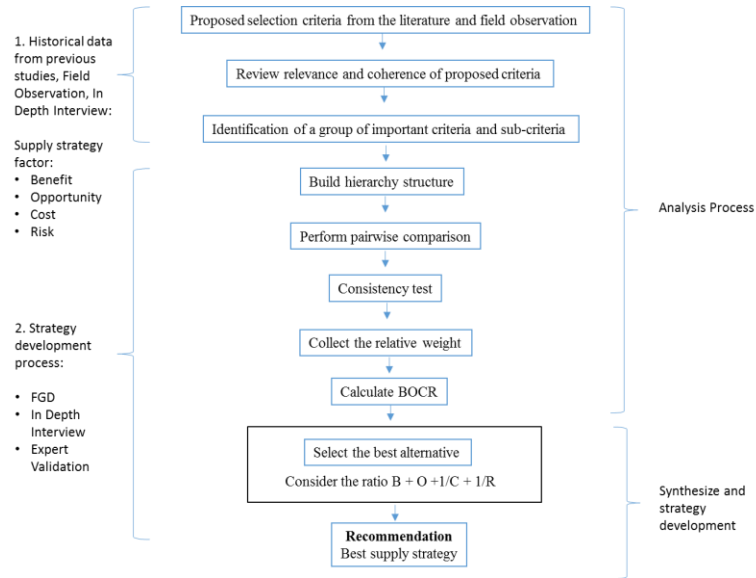 1. Historical data
from previous
studies, Field
Observation, In
Depth Interview:
Supply strategy
factor:
• Benefit
• Opportunity
• Cost
• Risk
2. Strategy
development
process:
• FGD
• In Depth
Interview
• Expert
Validation
Proposed selection criteria from the literature and field observation
Review relevance and coherence of proposed criteria
Identification of a group of important criteria and sub-criteria
Build hierarchy structure
Perform pairwise comparison
Consistency test
Collect the relative weight
Calculate BOCR
Select the best alternative
Consider the ratio B + O +1/C + 1/R
Recommendation
Best supply strategy
Analysis Process
Synthesize and
strategy
development